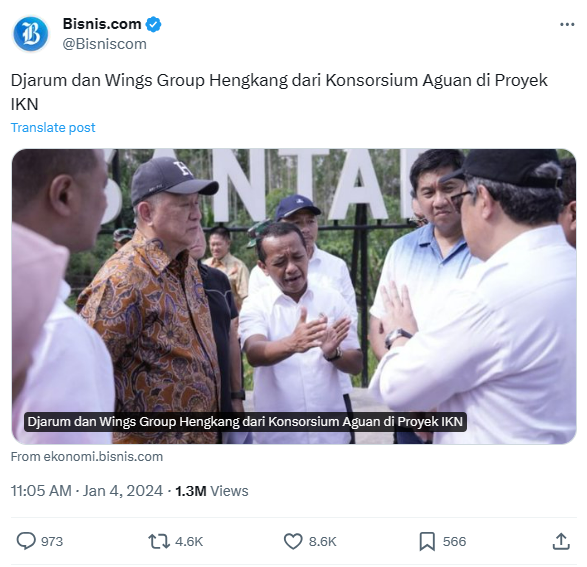 Bisnis.com
@Bisniscom
Djarum dan Wings Group Hengkang dari Konsorsium Aguan di Proyek
IKN
Translate post
H
ANTAR
Djarum dan Wings Group Hengkang dari Konsorsium Aguan di Proyek IKN
From ekonomi.bisnis.com
11:05 AM · Jan 4, 2024 · 1.3M Views
973 4.6K 8.6K 566